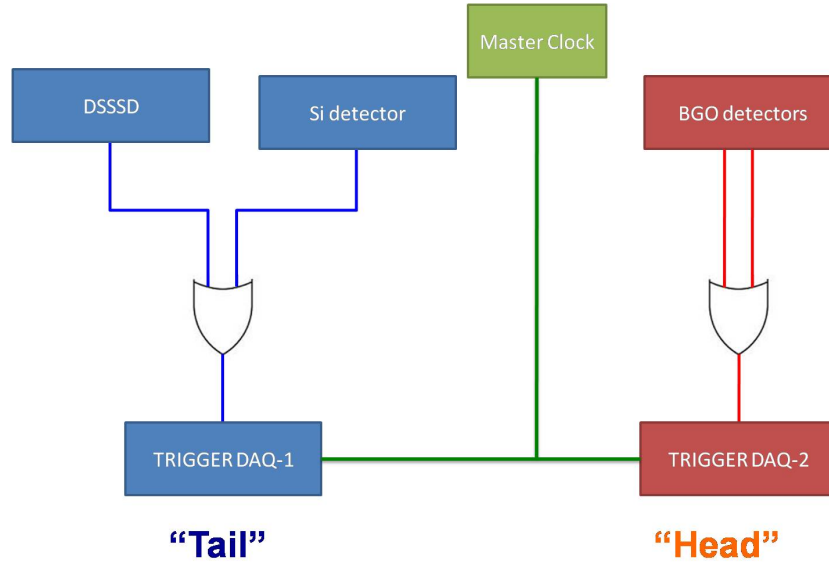 Master Clock
DSSSD
Si detector
BGO detectors
TRIGGER DAQ-1
TRIGGER DAQ-2
“Tail”
“Head”